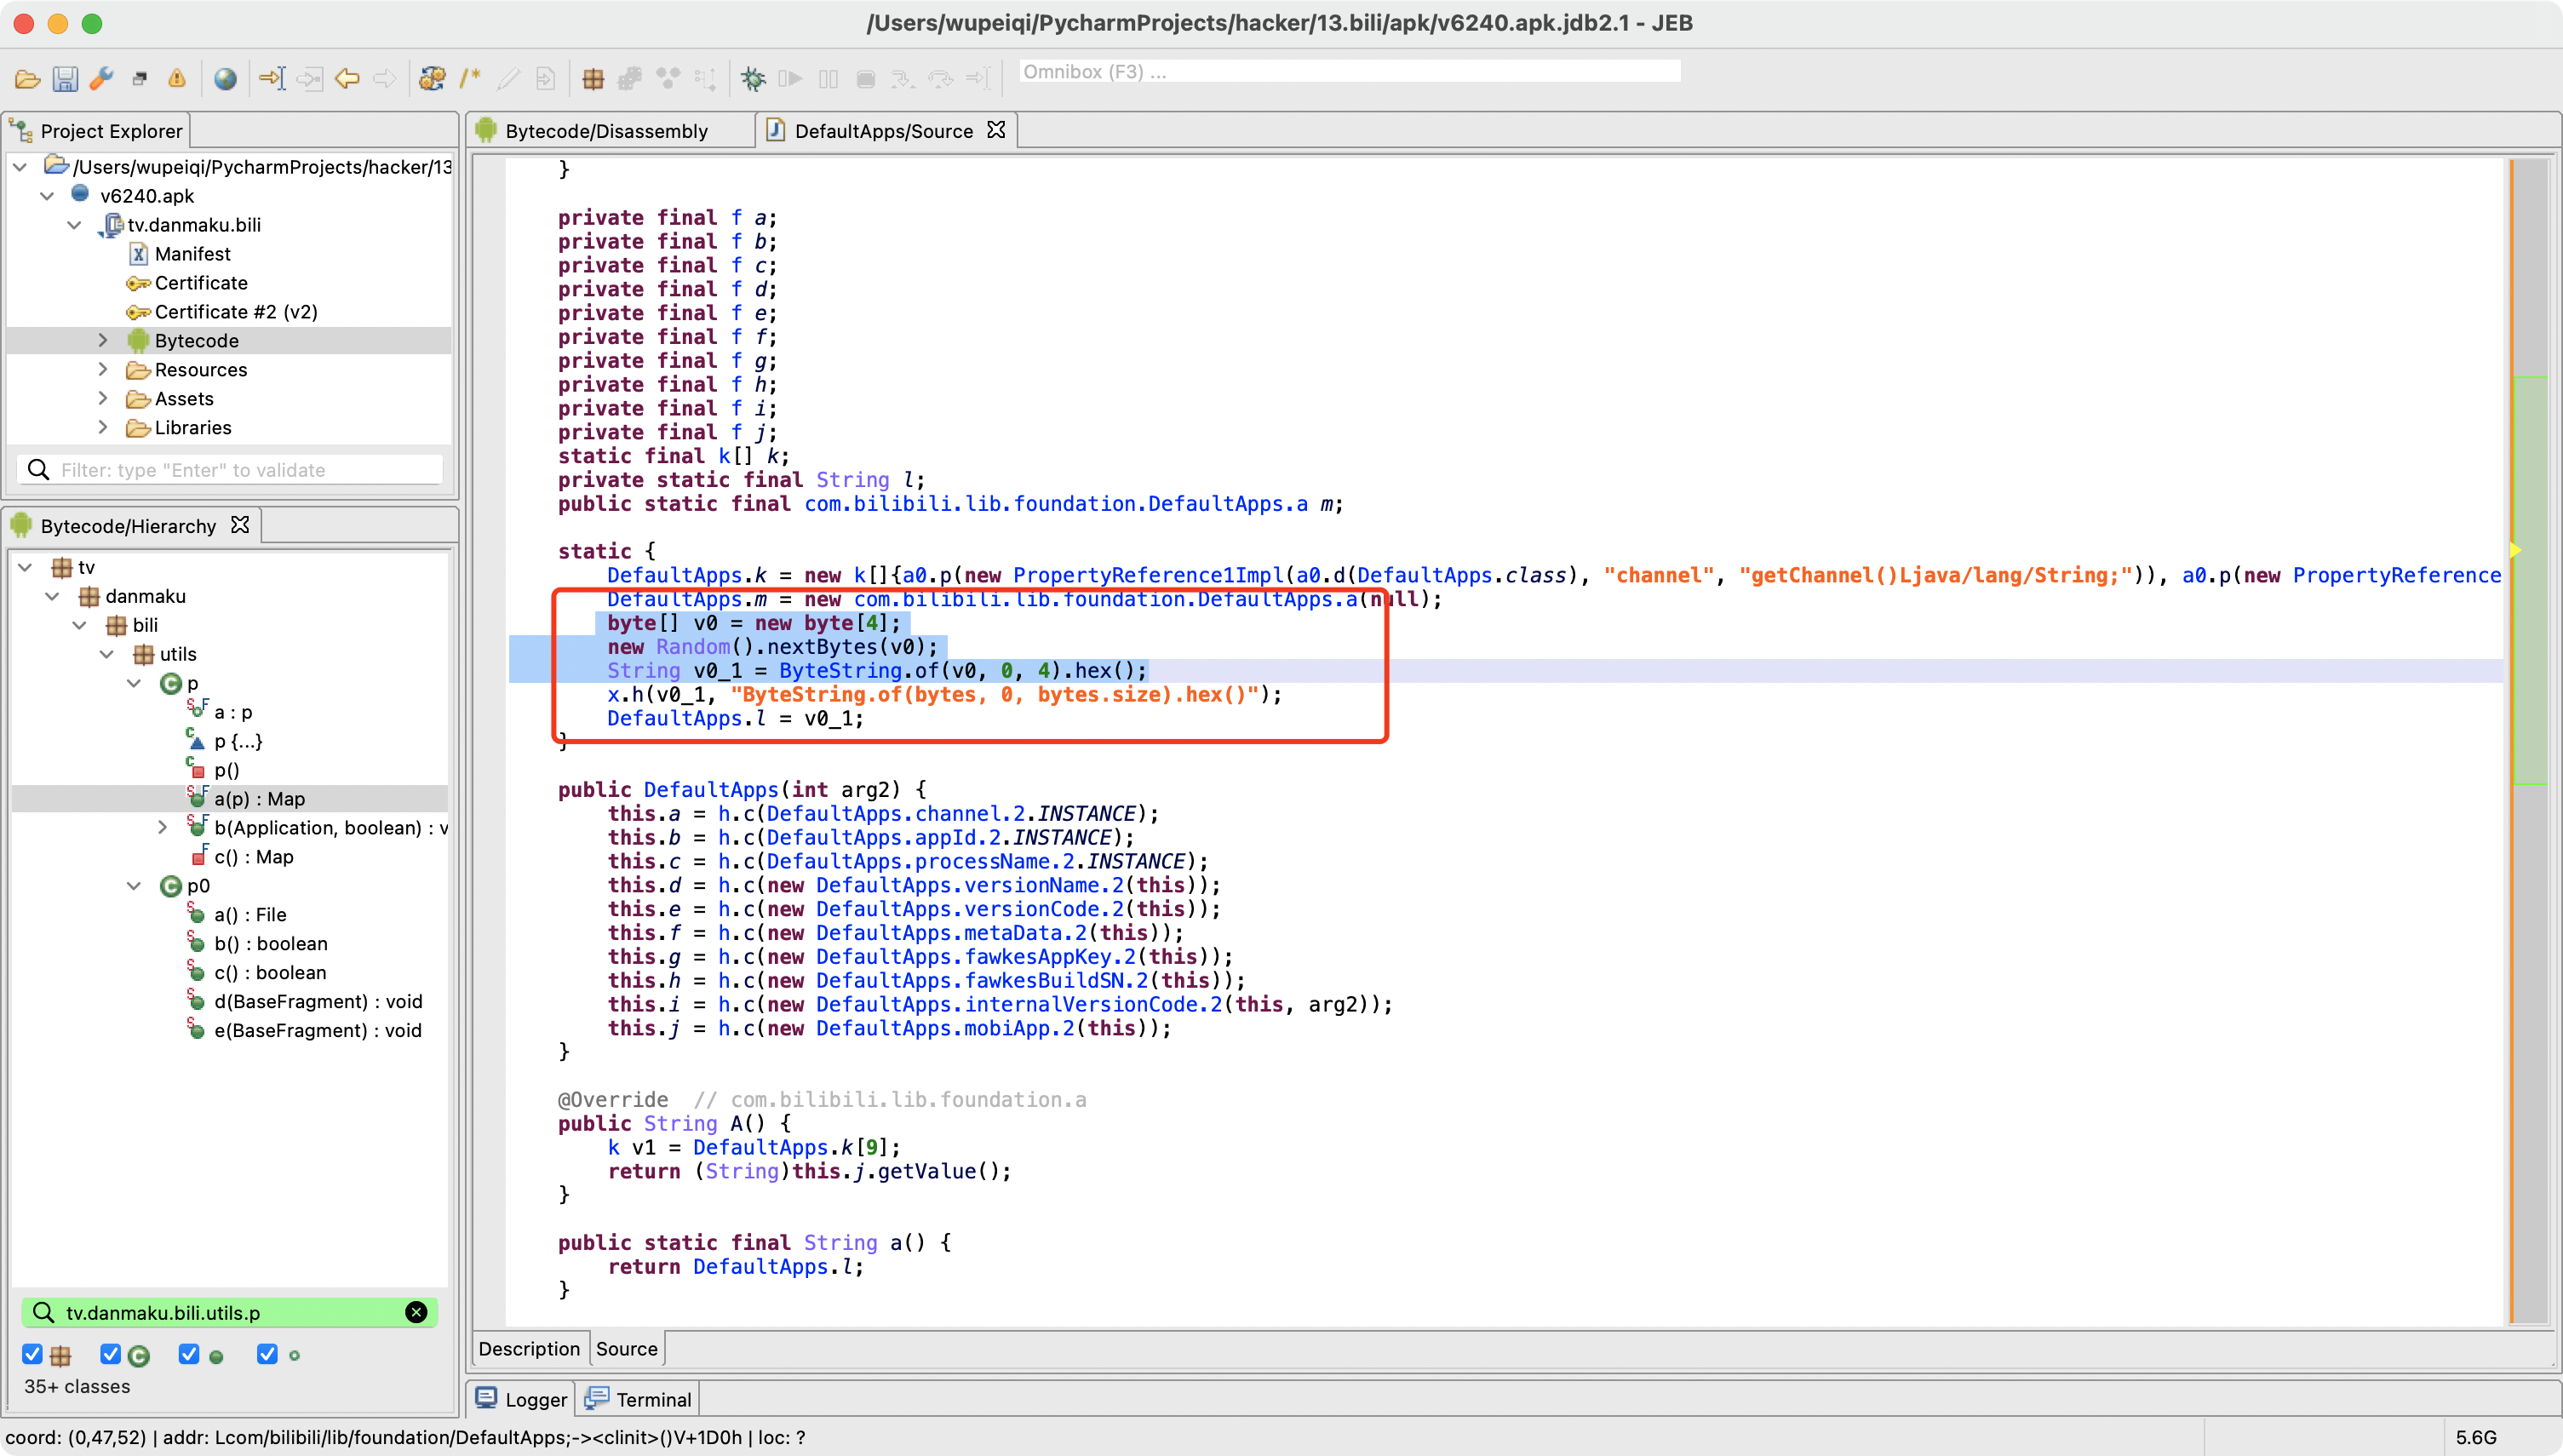 /Users/wupeiqi/PycharmProjects/hacker/13.bili/apk/v6240.apk.jdb2.1 - JEB
Omnibox (F3) ...
Project Explorer
/Users/wupeiqi/PycharmProjects/hacker/13
v6240.apk
tv.danmaku.bili
Manifest
Certificate
Certificate #2 (v2)
Bytecode
Resources
Assets
Libraries
Filter: type "Enter" to validate
Bytecode/Hierarchy
tv
danmaku
bili
utils
p
a : p
p {...}
p()
a(p) : Map
b(Application, boolean) : v
c() : Map
p0
a() : File
b() : boolean
c() : boolean
d(BaseFragment) : void
e(BaseFragment) : void
tv.danmaku.bili.utils.p
35+ classes
Bytecode/Disassembly
DefaultApps/Source
}
private final f a;
private final f b;
private final f c;
private final f d;
private final f e;
private final f f;
private final f g;
private final f h;
private final f i;
private final f j;
static final k[] k;
private static final String l;
public static final com.bilibili.lib.foundation.DefaultApps.a m;
static {
DefaultApps.k = new k[]{a0.p(new PropertyReference1Impl(a0.d(DefaultApps.class), "channel", "getChannel()Ljava/lang/String;")), a0.p(new PropertyReference
DefaultApps.m = new com.bilibili.lib.foundation.DefaultApps.a(null);
byte[] v0 = new byte[4];
new Random().nextBytes(v0);
String v0_1 = ByteString.of(v0, 0, 4).hex();
x.h(v0_1, "ByteString.of(bytes, 0, bytes.size).hex()");
DefaultApps.l = v0_1;
}
public DefaultApps(int arg2) {
this.a = h.c(DefaultApps.channel.2.INSTANCE);
this.b = h.c(DefaultApps.appId.2.INSTANCE);
this.c = h.c(DefaultApps.processName.2.INSTANCE);
this.d = h.c(new DefaultApps.versionName.2(this));
this.e = h.c(new DefaultApps.versionCode.2(this));
this.f = h.c(new DefaultApps.metaData.2(this));
this.g = h.c(new DefaultApps.fawkesAppKey.2(this));
this.h = h.c(new DefaultApps.fawkesBuildSN.2(this));
this.i = h.c(new DefaultApps.internalVersionCode.2(this, arg2));
this.j = h.c(new DefaultApps.mobiApp.2(this));
}
@Override // com.bilibili.lib.foundation.a
public String A() {
k v1 = DefaultApps.k[9];
return (String)this.j.getValue();
}
public static final String a() {
return DefaultApps.l;
}
Description
Source
Logger
Terminal
coord: (0,47,52) | addr: Lcom/bilibili/lib/foundation/DefaultApps;-><clinit>()V+1D0h | loc: ?
5.6G